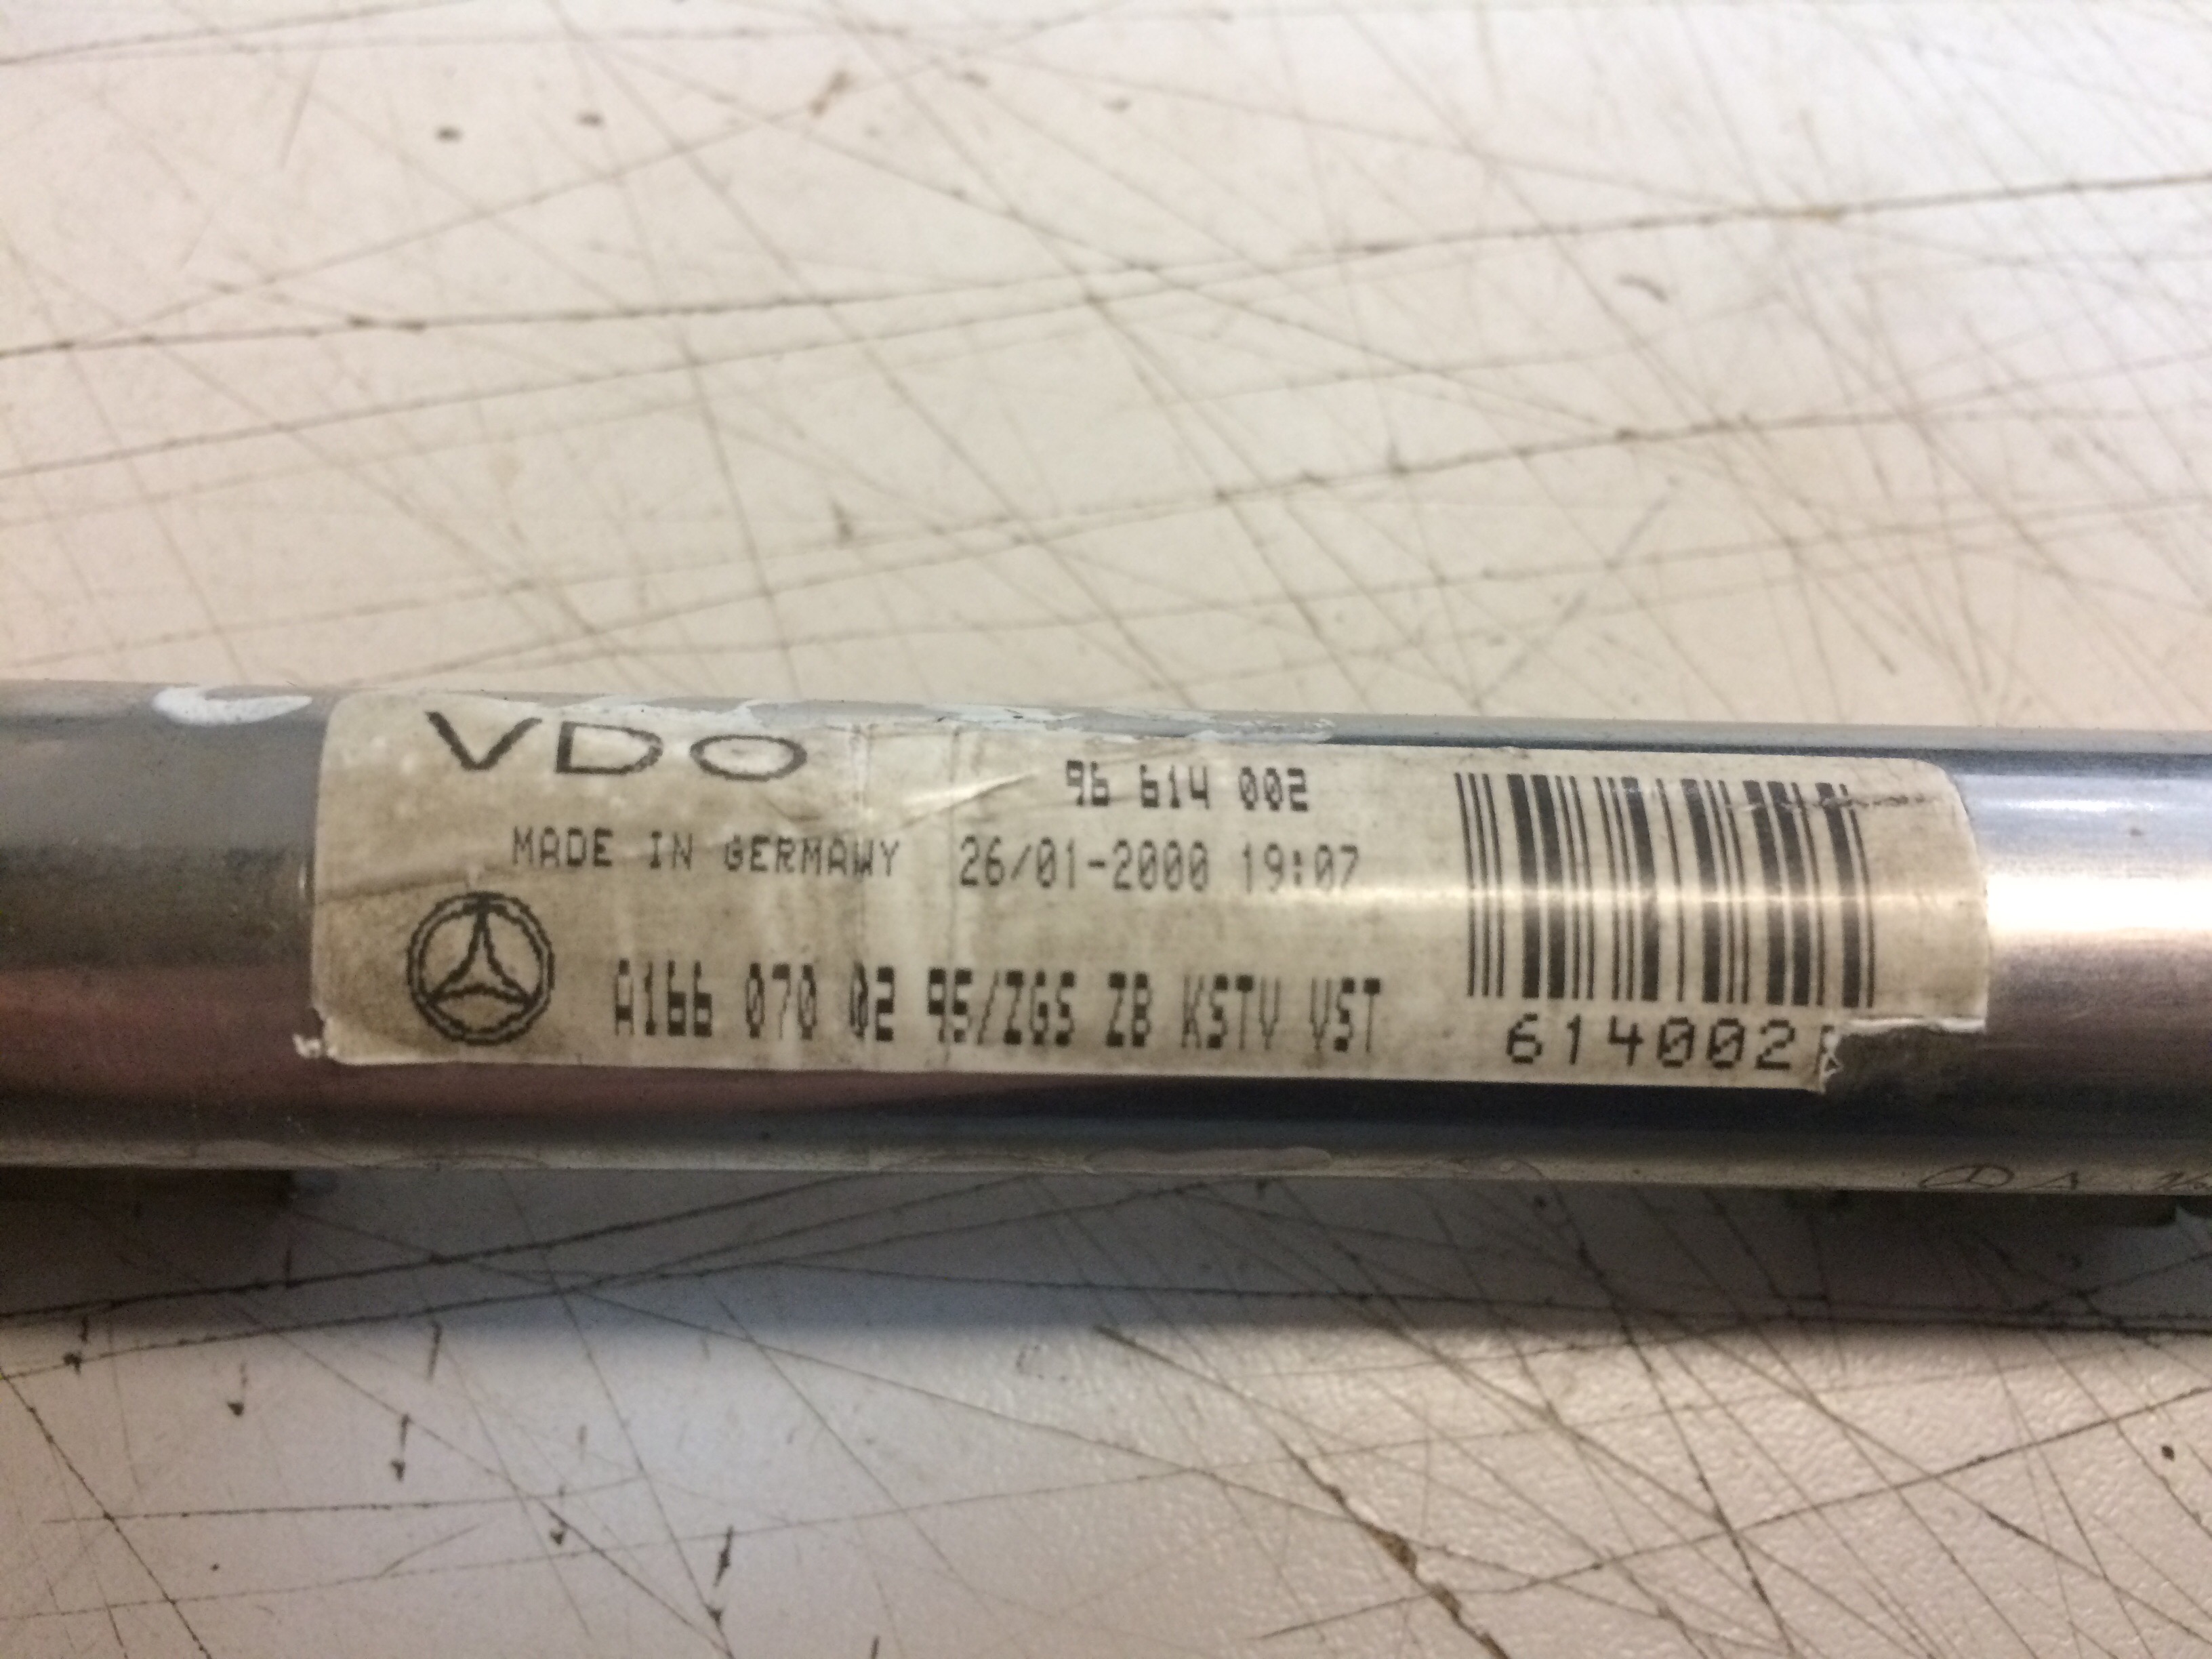 VDO
96 614 002
MADE IN GERMAWY 26/01-2000 19:07
A166 070 02 95/ZGS ZB KSTV VST
614002